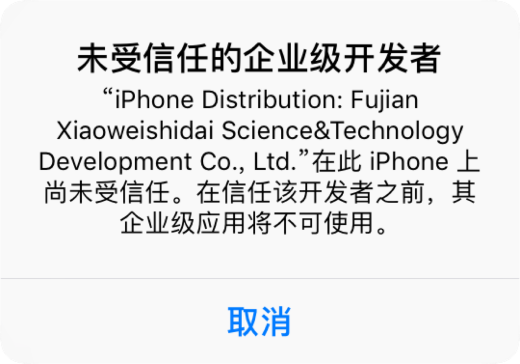 未受信任的企业级开发者
“iPhone Distribution: Fujian
Xiaoweishidai Science&Technology
Development Co., Ltd.”在此 iPhone 上
尚未受信任。在信任该开发者之前，其
企业级应用将不可使用。
取消